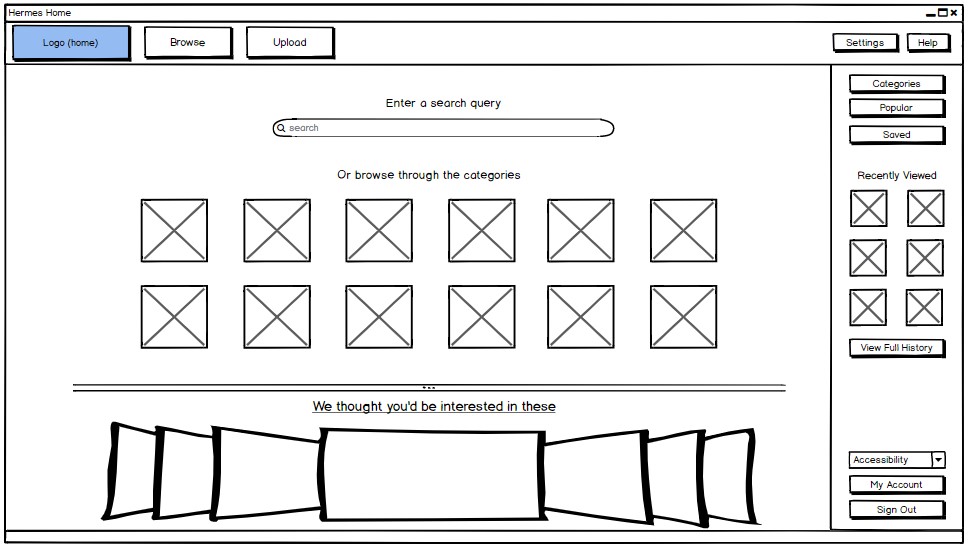 Hermes Home
Logo (home)
Browse
Upload
Settings
Help
Enter a search query
search
Or browse through the categories
We thought you'd be interested in these
Categories
Popular
Saved
Recently Viewed
View Full History
Accessibility
My Account
Sign Out